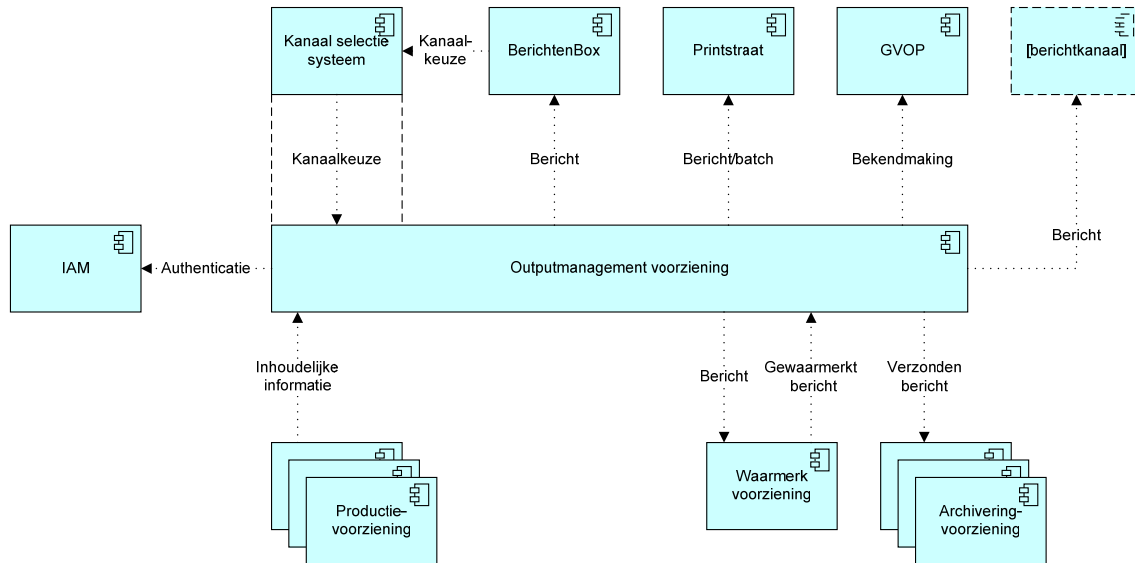 Kanaal selectie
systeem
Kanaal-
keuze
BerichtenBox
Printstraat
GVOP
[berichtkanaal]
Kanaalkeuze
Bericht
Bericht/batch
Bekendmaking
Bericht
IAM
Authenticatie
Outputmanagement voorziening
Inhoudelijke
informatie
Bericht
Gewaarmerkt
bericht
Verzonden
bericht
Productie-
voorziening
Waarmerk
voorziening
Archivering-
voorziening